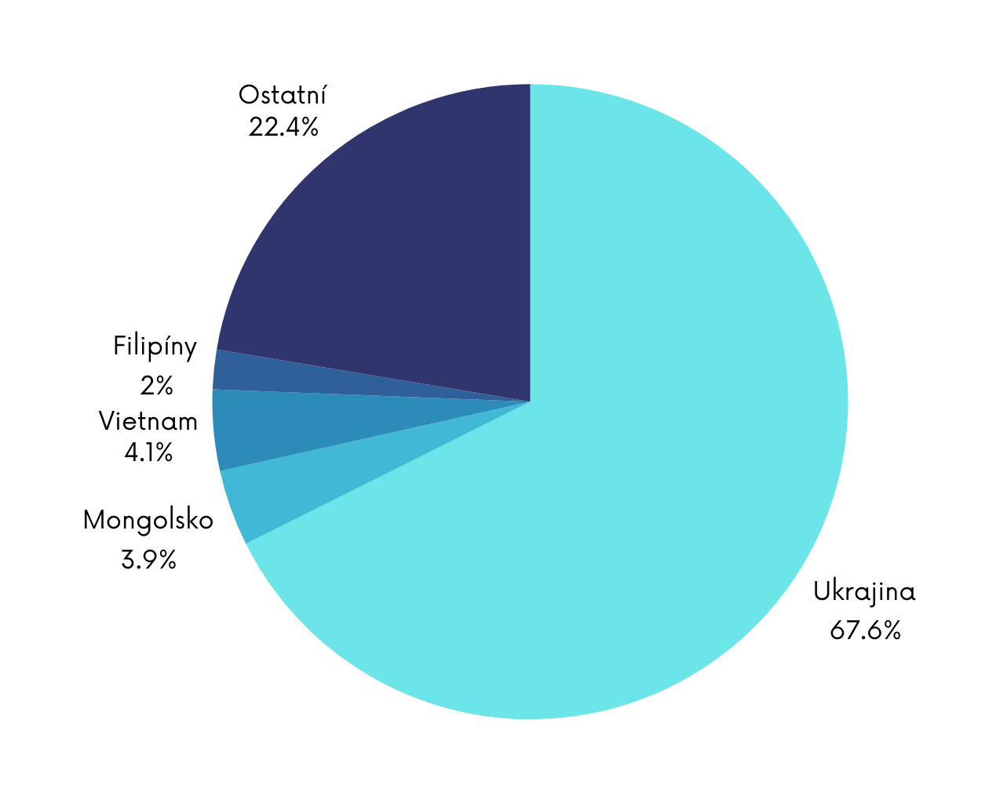 Ostatní
22.4%
Filipíny
2%
Vietnam
4.1%
Mongolsko
3.9%
Ukrajina
67.6%